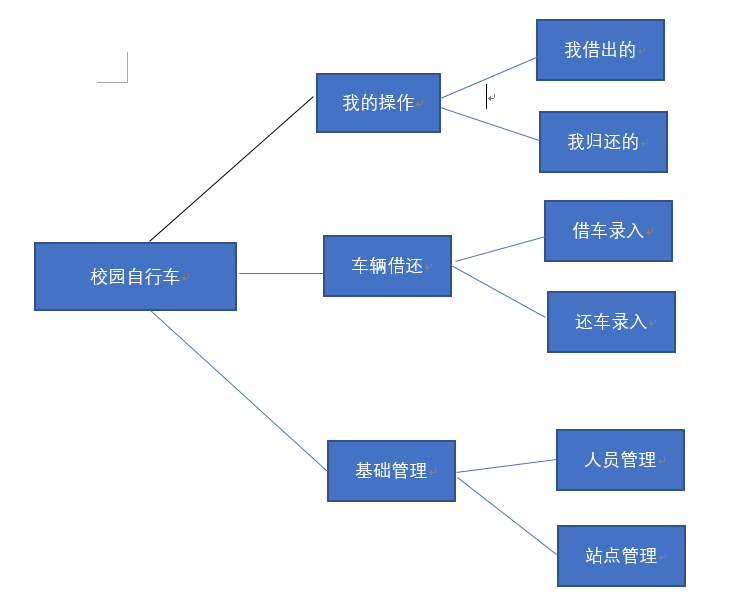 我借出的
我的操作
我归还的
借车录入
校园自行车
车辆借还
还车录入
人员管理
基础管理
站点管理